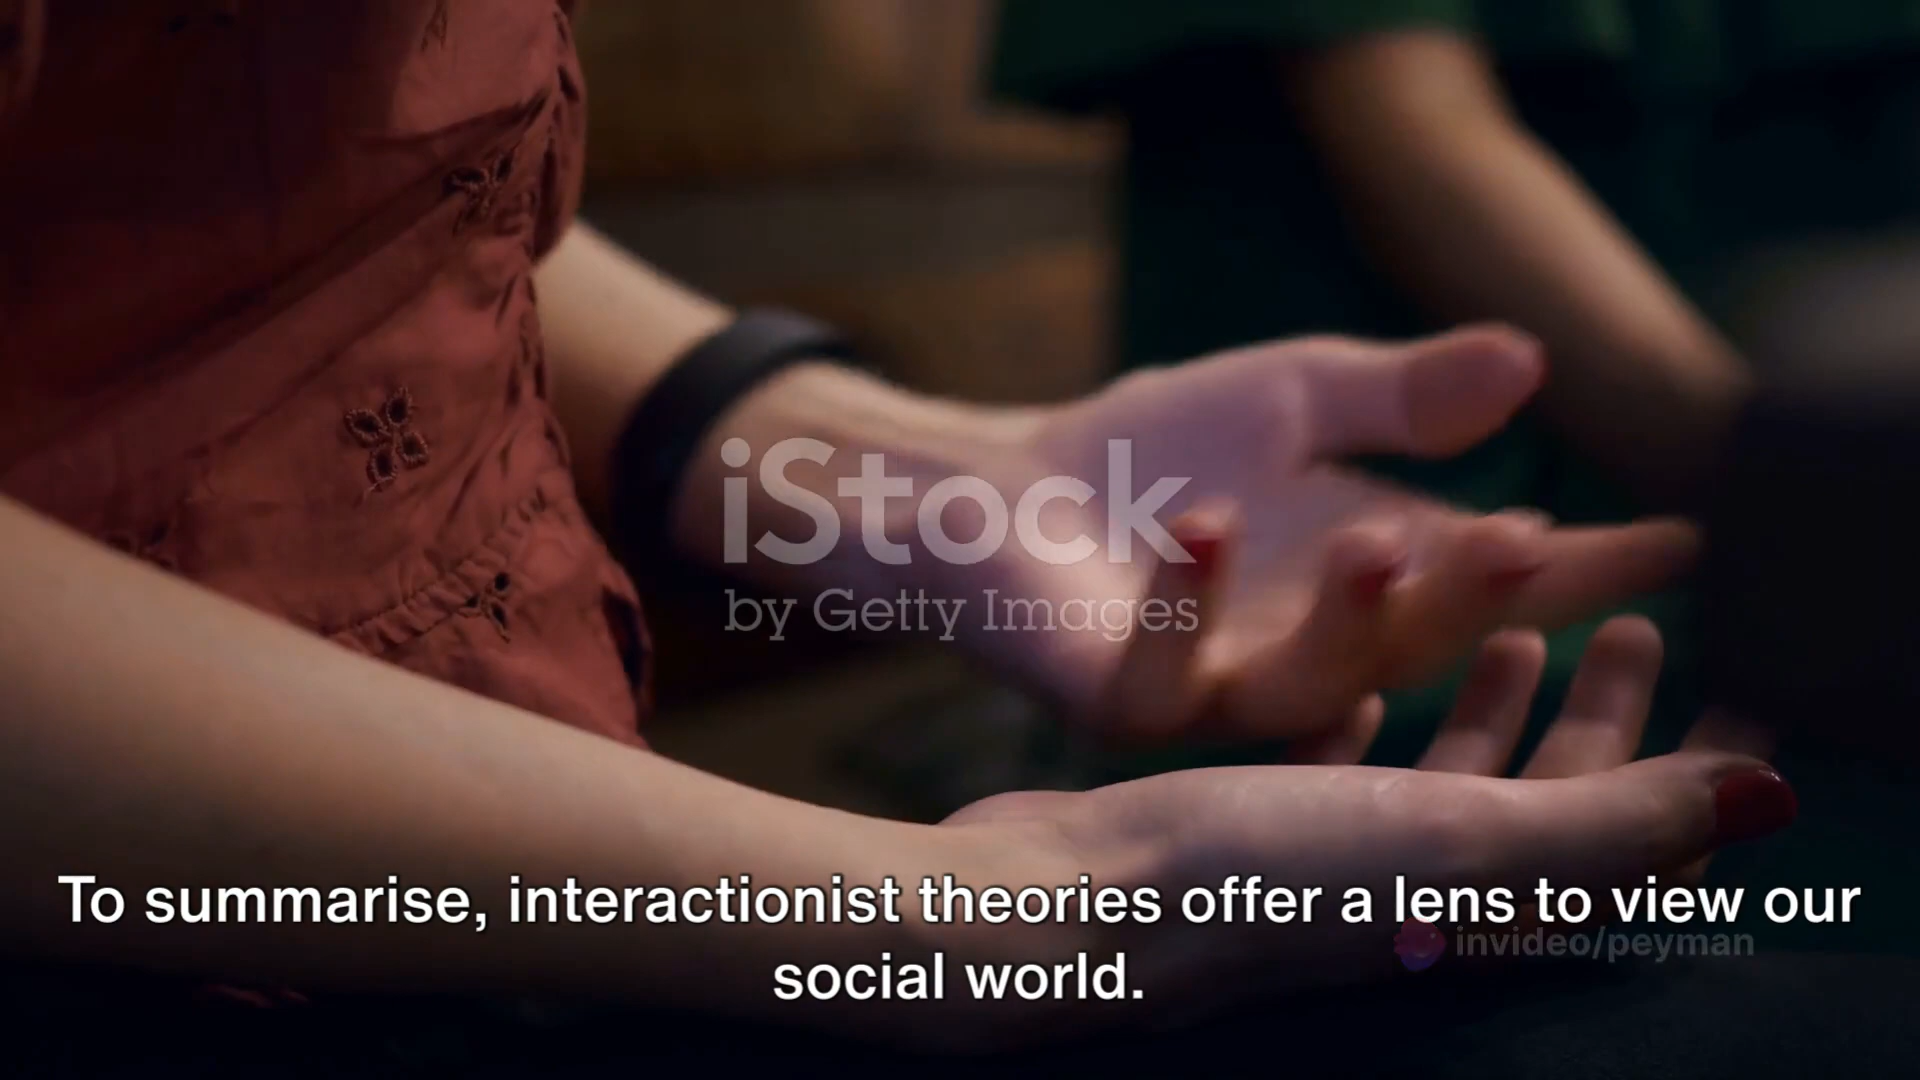 iStock
by Getty Images
To summarise, interactionist theories offer a lens to view our
invideo/peyman
social world.